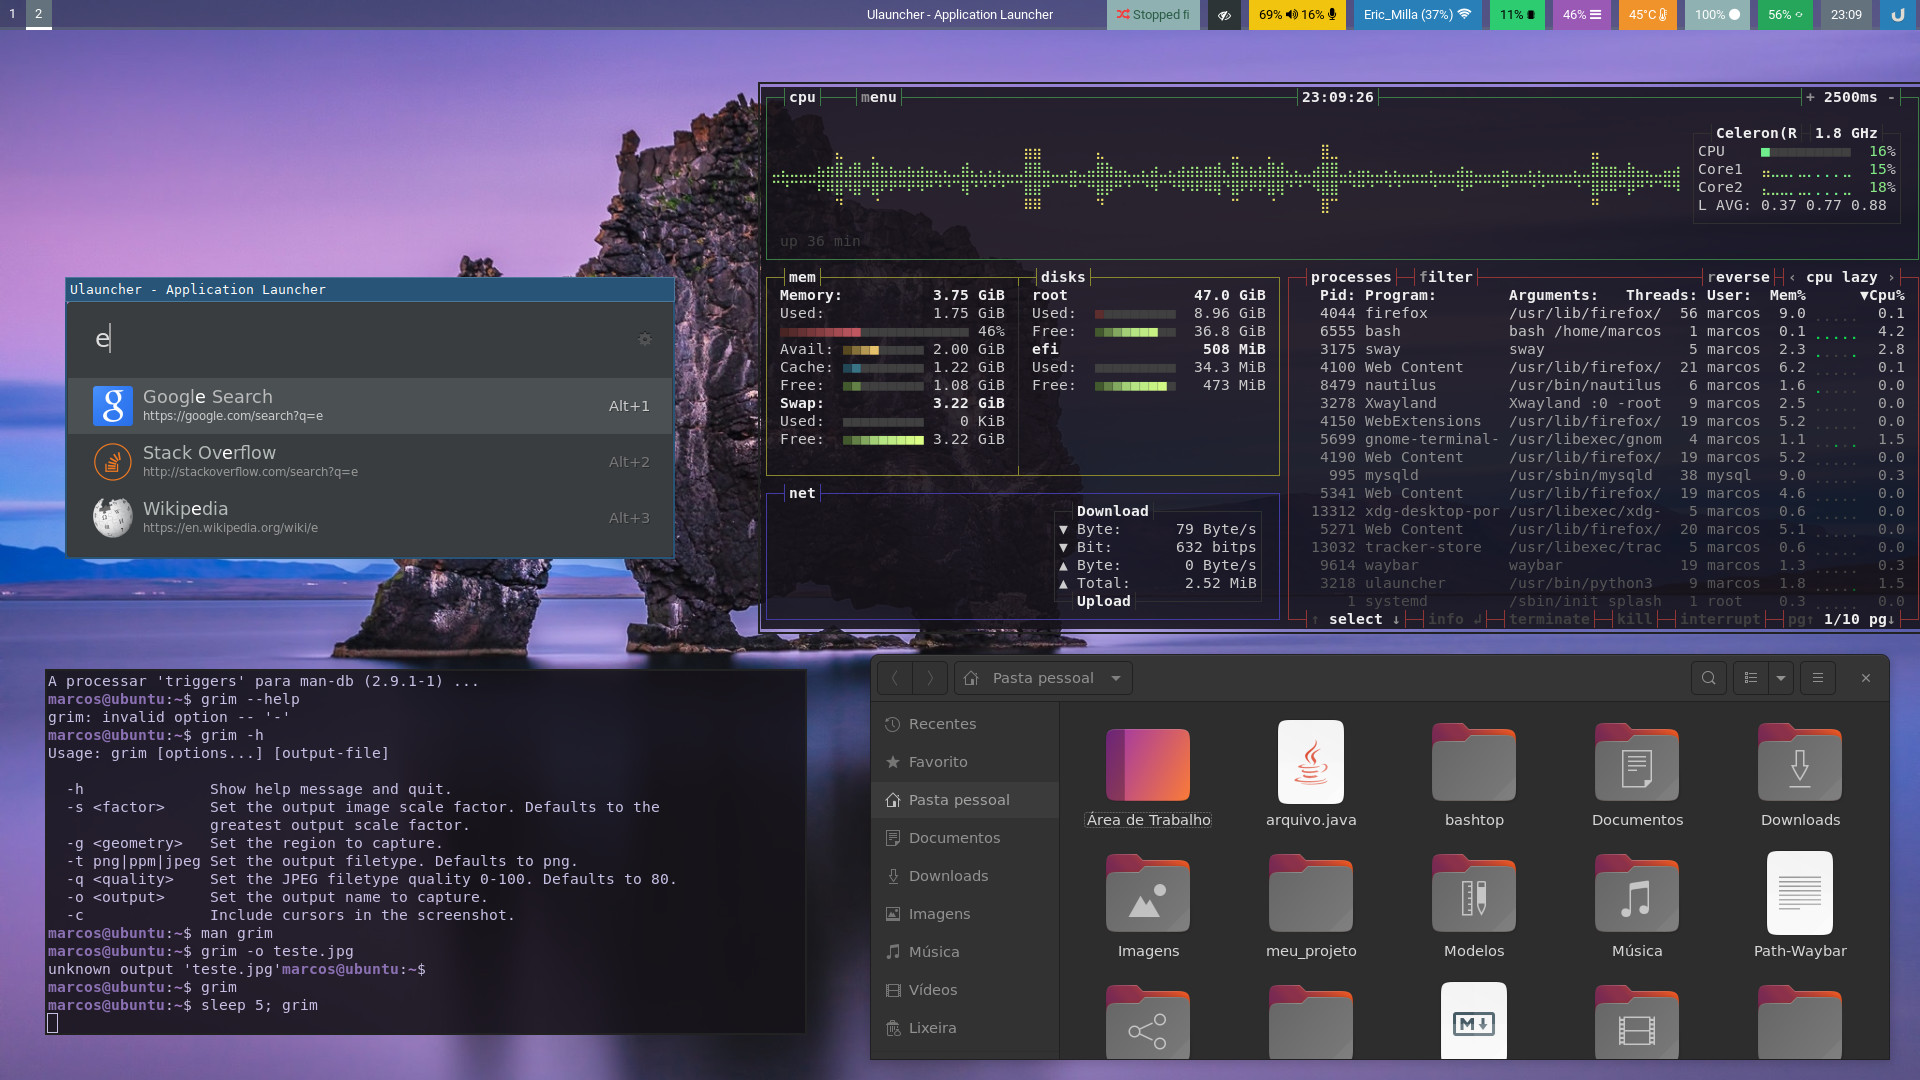 1 2 Ulauncher - Application Launcher Stopped fi 69% 16% Eric_Milla (37%) 11% 46% 45°C 100% 56% 23:09
cpu menu 23:09:26 + 2500ms -
Celeron(R 1.8 GHz
CPU 16%
Core1 15%
Core2 18%
L AVG: 0.37 0.77 0.88
up 36 min
Ulauncher - Application Launcher
e
Google Search
https://google.com/search?q=e
Alt+1
Stack Overflow
http://stackoverflow.com/search?q=e
Alt+2
Wikipedia
https://en.wikipedia.org/wiki/e
Alt+3
mem
Memory: 3.75 GiB
Used: 1.75 GiB
46%
Avail: 2.00 GiB
Cache: 1.22 GiB
Free: 1.08 GiB
Swap: 3.22 GiB
Used: 0 KiB
Free: 3.22 GiB
disks
root 47.0 GiB
Used: 8.96 GiB
Free: 36.8 GiB
efi 508 MiB
Used: 34.3 MiB
Free: 473 MiB
net
Download
▼ Byte: 79 Byte/s
▼ Bit: 632 bitps
▲ Byte: 0 Byte/s
▲ Total: 2.52 MiB
Upload
processes filter reverse ‹ cpu lazy ›
Pid: Program: Arguments: Threads: User: Mem% ▼Cpu%
4044 firefox /usr/lib/firefox/ 56 marcos 9.0 0.1
6555 bash bash /home/marcos 1 marcos 0.1 4.2
3175 sway sway 5 marcos 2.3 2.8
4100 Web Content /usr/lib/firefox/ 21 marcos 6.2 0.1
8479 nautilus /usr/bin/nautilus 6 marcos 1.6 0.0
3278 Xwayland Xwayland :0 -root 9 marcos 2.5 0.0
4150 WebExtensions /usr/lib/firefox/ 19 marcos 5.2 0.0
5699 gnome-terminal- /usr/libexec/gnom 4 marcos 1.1 1.5
4190 Web Content /usr/lib/firefox/ 19 marcos 5.2 0.0
995 mysqld /usr/sbin/mysqld 38 mysql 9.0 0.3
5341 Web Content /usr/lib/firefox/ 19 marcos 4.6 0.0
13312 xdg-desktop-por /usr/libexec/xdg- 5 marcos 0.6 0.0
5271 Web Content /usr/lib/firefox/ 20 marcos 5.1 0.0
13032 tracker-store /usr/libexec/trac 5 marcos 0.6 0.0
9614 waybar waybar 19 marcos 1.3 0.3
3218 ulauncher /usr/bin/python3 9 marcos 1.8 1.5
1 systemd /sbin/init splash 1 root 0.3 0.0
↑ select ↓ info ↲ terminate kill interrupt pg↑ 1/10 pg↓
A processar 'triggers' para man-db (2.9.1-1) ...
marcos@ubuntu:~$ grim --help
grim: invalid option -- '-'
marcos@ubuntu:~$ grim -h
Usage: grim [options...] [output-file]
-h Show help message and quit.
-s <factor> Set the output image scale factor. Defaults to the
greatest output scale factor.
-g <geometry> Set the region to capture.
-t png|ppm|jpeg Set the output filetype. Defaults to png.
-q <quality> Set the JPEG filetype quality 0-100. Defaults to 80.
-o <output> Set the output name to capture.
-c Include cursors in the screenshot.
marcos@ubuntu:~$ man grim
marcos@ubuntu:~$ grim -o teste.jpg
unknown output 'teste.jpg'marcos@ubuntu:~$
marcos@ubuntu:~$ grim
marcos@ubuntu:~$ sleep 5; grim
Pasta pessoal
Recentes
Favorito
Pasta pessoal
Documentos
Downloads
Imagens
Música
Vídeos
Lixeira
Área de Trabalho arquivo.java bashtop Documentos Downloads
Imagens meu_projeto Modelos Música Path-Waybar
M↓